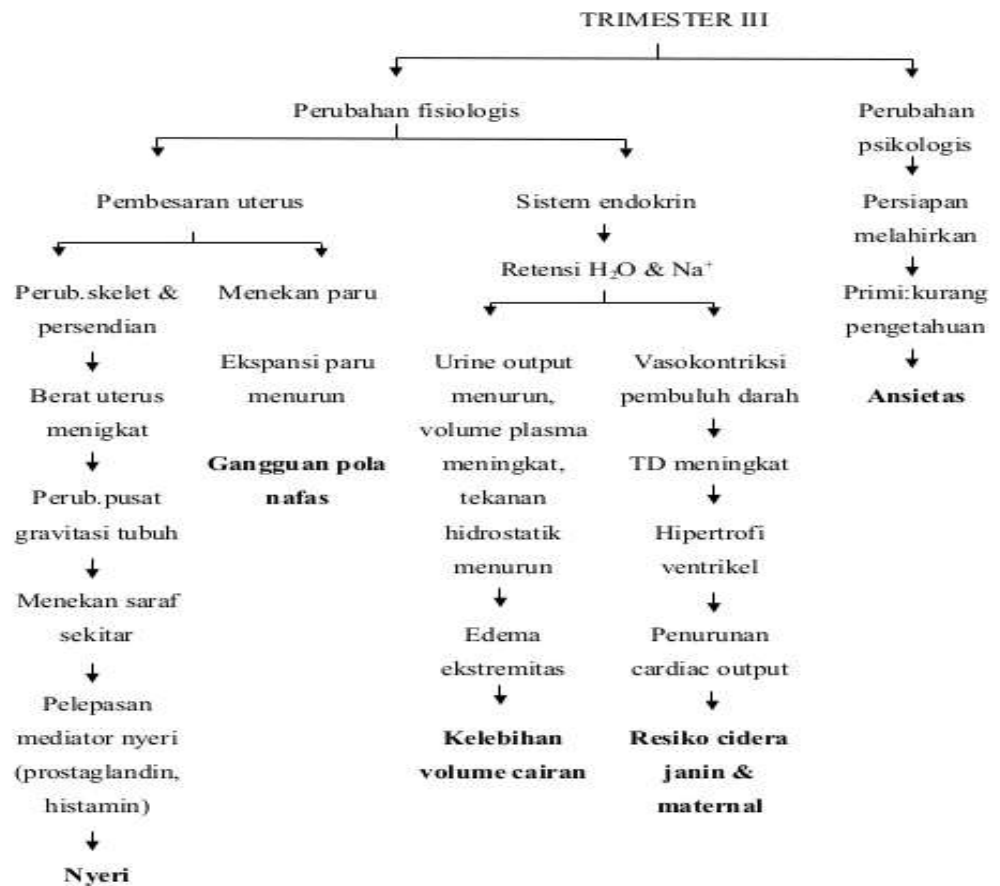 TRIMESTER III
Perubahan fisiologis
Perubahan
psikologis
Pembesaran uterus
Sistem endokrin
Persiapan
melahirkan
Retensi H₂O & Na⁺
Perub.skelet &
persendian
Menekan paru
Primi:kurang
pengetahuan
Ekspansi paru
menurun
Urine output
menurun,
volume plasma
meningkat,
tekanan
hidrostatik
menurun
Vasokontriksi
pembuluh darah
Ansietas
Berat uterus
menigkat
Gangguan pola
nafas
TD meningkat
Perub.pusat
gravitasi tubuh
Hipertrofi
ventrikel
Menekan saraf
sekitar
Edema
ekstremitas
Penurunan
cardiac output
Pelepasan
mediator nyeri
(prostaglandin,
histamin)
Kelebihan
volume cairan
Resiko cidera
janin &
maternal
Nyeri